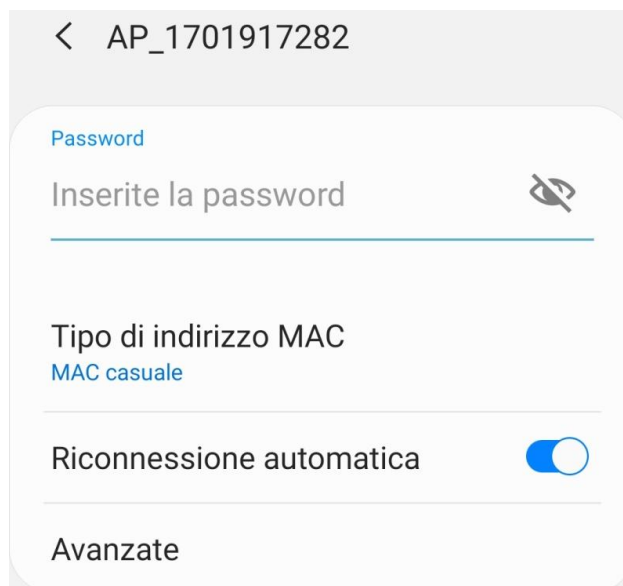 AP_1701917282
Password
Inserite la password
Tipo di indirizzo MAC
MAC casuale
Riconnessione automatica
Avanzate